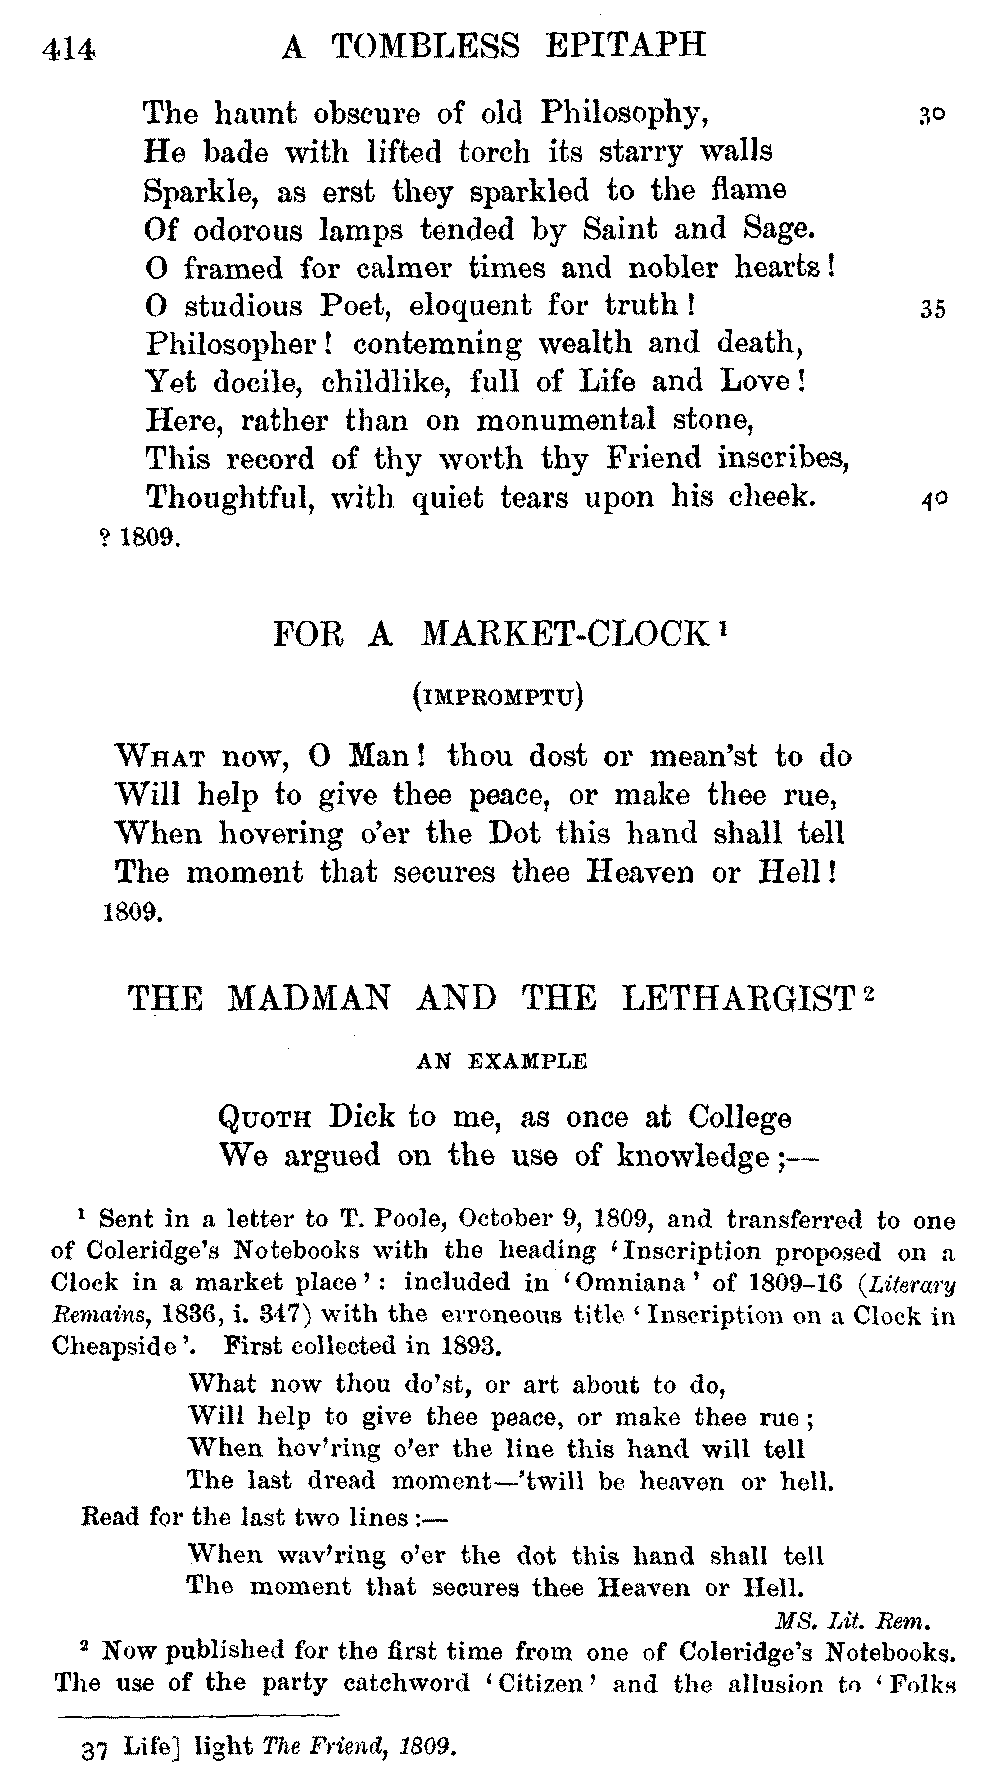 414 A TOMBLESS EPITAPH
The haunt obscure of old Philosophy, 30
He bade with lifted torch its starry walls
Sparkle, as erst they sparkled to the flame
Of odorous lamps tended by Saint and Sage.
O framed for calmer times and nobler hearts!
O studious Poet, eloquent for truth! 35
Philosopher! contemning wealth and death,
Yet docile, childlike, full of Life and Love!
Here, rather than on monumental stone,
This record of thy worth thy Friend inscribes,
Thoughtful, with quiet tears upon his cheek. 40
? 1809.
FOR A MARKET-CLOCK ¹
(IMPROMPTU)
WHAT now, O Man! thou dost or mean'st to do
Will help to give thee peace, or make thee rue,
When hovering o'er the Dot this hand shall tell
The moment that secures thee Heaven or Hell!
1809.
THE MADMAN AND THE LETHARGIST ²
AN EXAMPLE
QUOTH Dick to me, as once at College
We argued on the use of knowledge;—
¹ Sent in a letter to T. Poole, October 9, 1809, and transferred to one
of Coleridge's Notebooks with the heading 'Inscription proposed on a
Clock in a market place': included in 'Omniana' of 1809-16 (Literary
Remains, 1836, i. 347) with the erroneous title 'Inscription on a Clock in
Cheapside'. First collected in 1893.
What now thou do'st, or art about to do,
Will help to give thee peace, or make thee rue;
When hov'ring o'er the line this hand will tell
The last dread moment—'twill be heaven or hell.
Read for the last two lines:—
When wav'ring o'er the dot this hand shall tell
The moment that secures thee Heaven or Hell.
MS. Lit. Rem.
² Now published for the first time from one of Coleridge's Notebooks.
The use of the party catchword 'Citizen' and the allusion to 'Folks
37 Life] light The Friend, 1809.